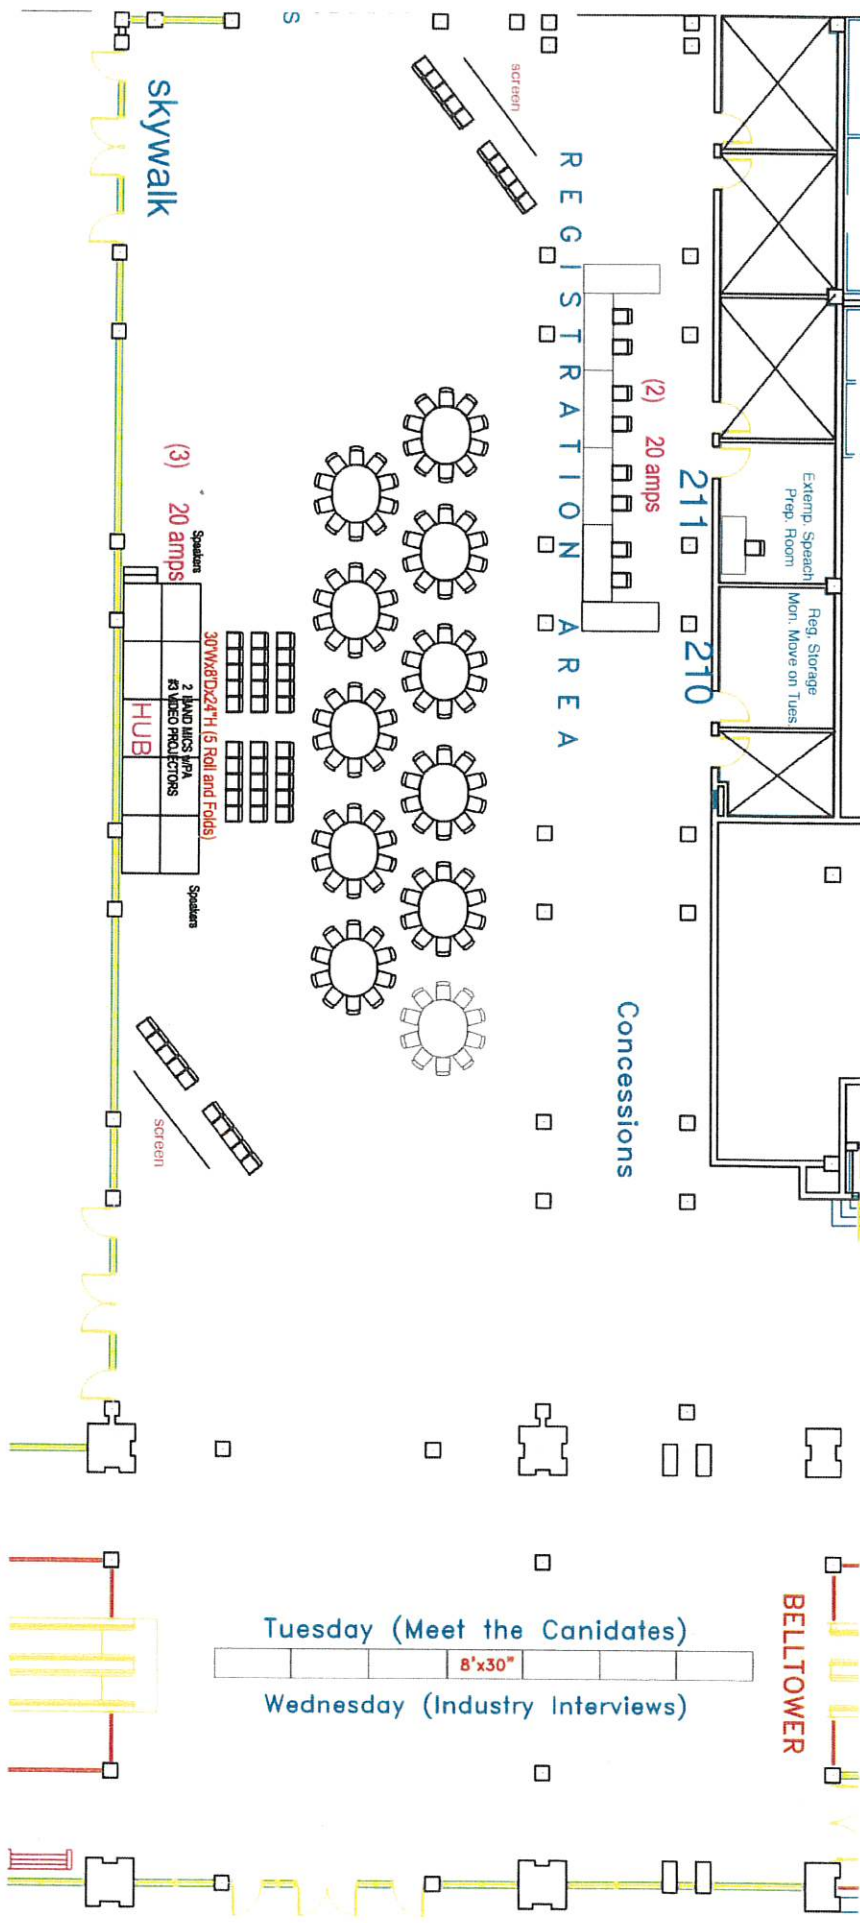 S
skywalk
screen
REGISTRATION AREA
(2) 20 amps
211
Extemp. Speach
Prep. Room
Reg. Storage
Mon. Move on Tues.
210
(3) 20 amps
Speakers
30'Wx8'Dx24"H (5 Roll and Folds)
2 HAND MICS w/PA
#3 VIDEO PROJECTORS
HUB
Speakers
Concessions
screen
Tuesday (Meet the Canidates)
8'x30"
Wednesday (Industry Interviews)
BELLTOWER